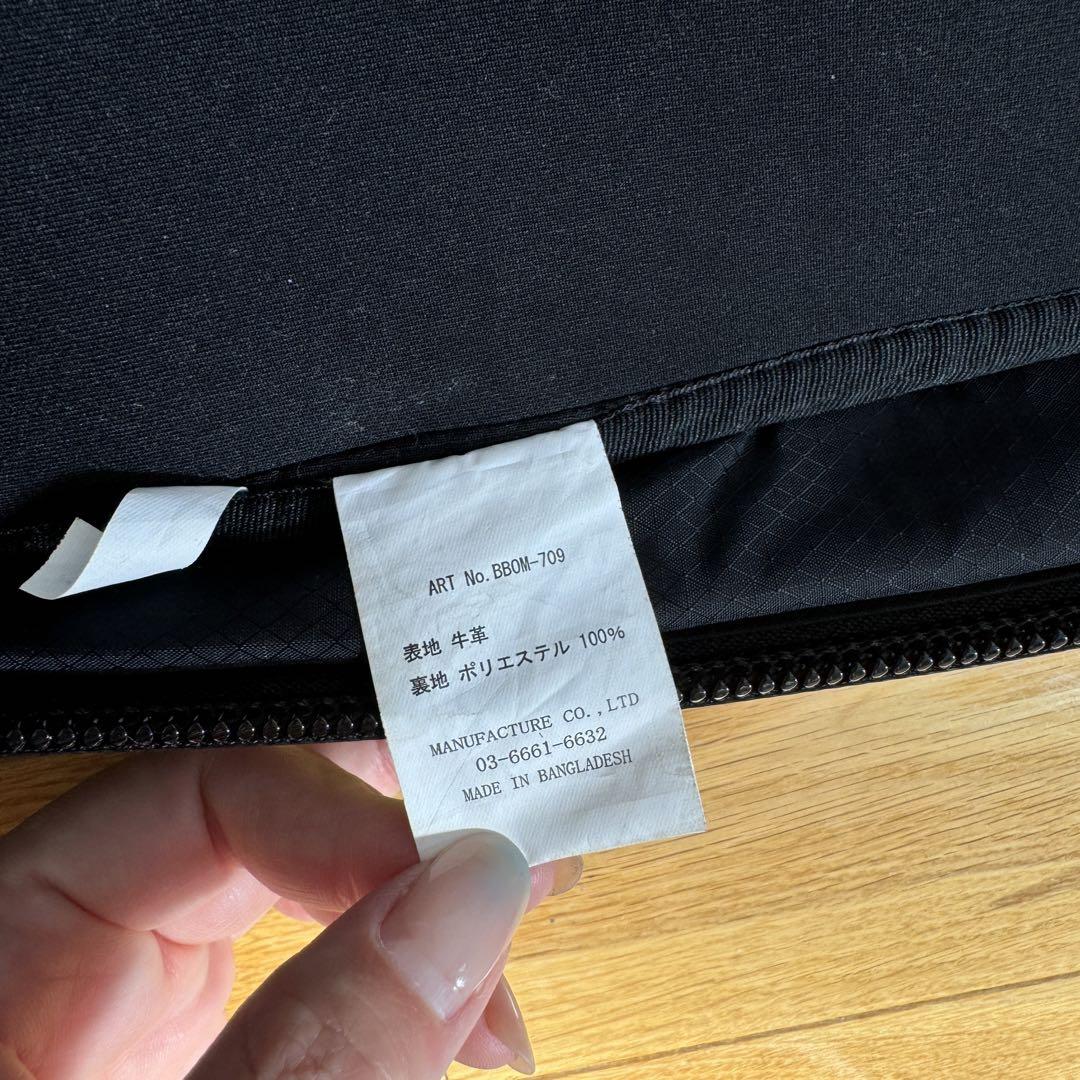 ART No.BBOM-709
表地 牛革
裏地 ポリエステル 100%
MANUFACTURE CO.,LTD
03-6661-6632
MADE IN BANGLADESH